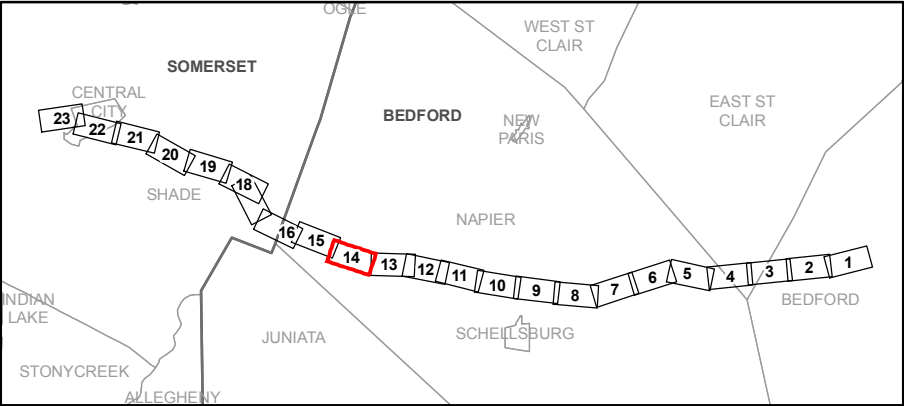 OGLE
WEST ST
CLAIR
SOMERSET
CENTRAL
CITY
EAST ST
CLAIR
BEDFORD
NEW
PARIS
23
22
21
20
19
18
SHADE
NAPIER
16
15
14
13
12
11
10
9
8
7
6
5
4
3
2
1
INDIAN
LAKE
BEDFORD
JUNIATA
SCHELLSBURG
STONYCREEK
ALLEGHENY